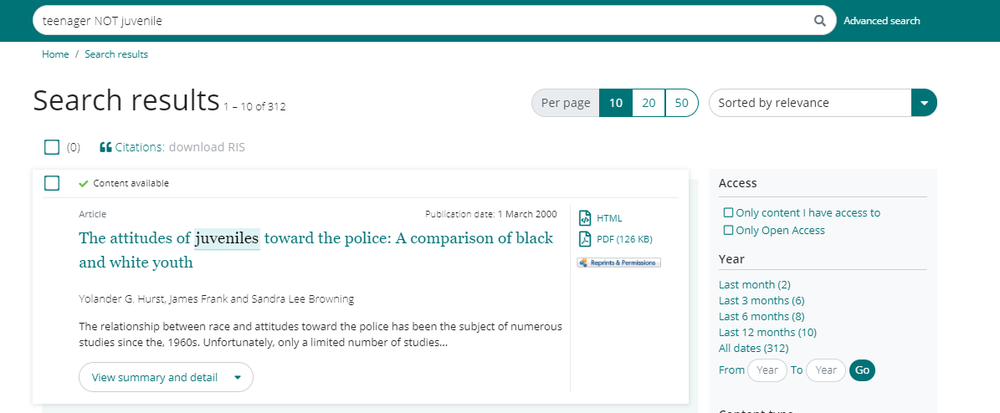 teenager NOT juvenile
Advanced search
Home / Search results
Search results 1 – 10 of 312
Per page 10 20 50
Sorted by relevance
(0) Citations: download RIS
Content available
Article
Publication date: 1 March 2000
The attitudes of juveniles toward the police: A comparison of black
and white youth
Yolander G. Hurst, James Frank and Sandra Lee Browning
The relationship between race and attitudes toward the police has been the subject of numerous
studies since the, 1960s. Unfortunately, only a limited number of studies...
View summary and detail
HTML
PDF (126 KB)
Reprints & Permissions
Access
Only content I have access to
Only Open Access
Year
Last month (2)
Last 3 months (6)
Last 6 months (8)
Last 12 months (10)
All dates (312)
From Year To Year Go
Content type